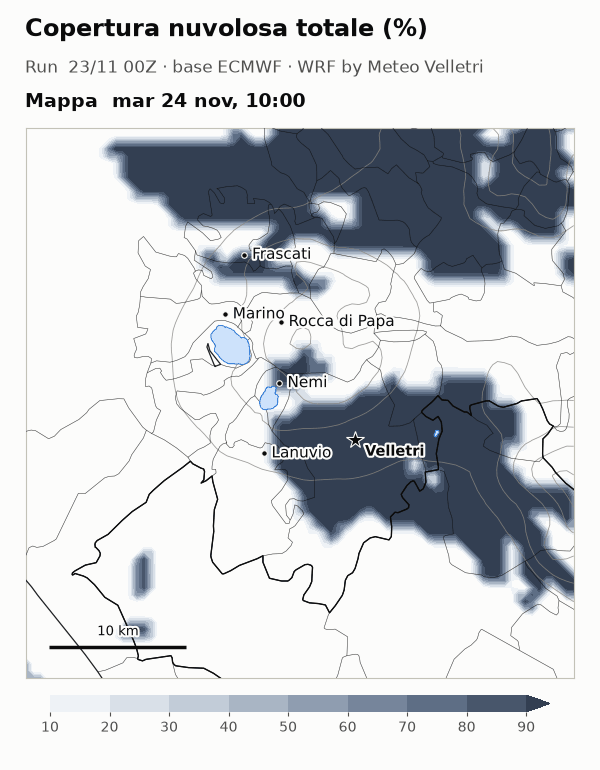 Copertura nuvolosa totale (%)
Run  23/11 00Z · base ECMWF · WRF by Meteo Velletri
Mappa  mar 24 nov, 10:00
Frascati
Marino
Rocca di Papa
Nemi
Velletri
Lanuvio
10 km
10 20 30 40 50 60 70 80 90